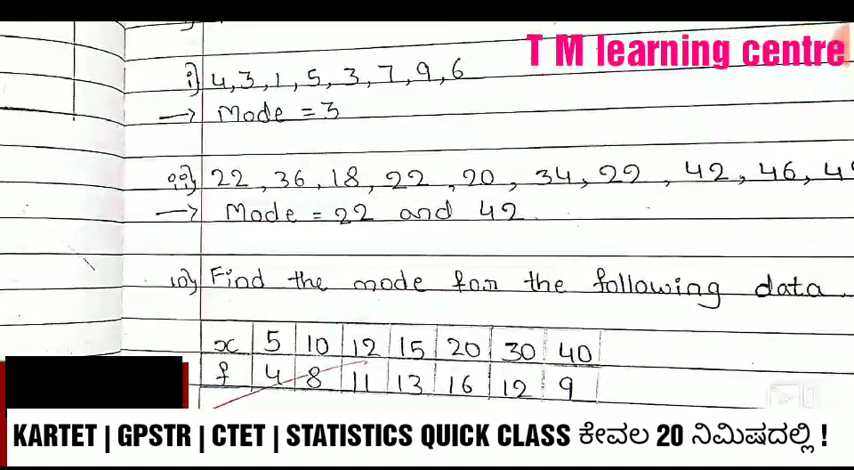 T M learning centre
i) 4,3,1,5,3,7,9,6
→ Mode = 3
22,36,18,22,20,34,22,42,46,4
→ Mode = 22 and 42
Find the mode for the following data.
x 5 10 12 15 20 30 40
f 4 8 11 13 16 12 9
KARTET | GPSTR | CTET | STATISTICS QUICK CLASS ಕೇವಲ 20 ನಿಮಿಷದಲ್ಲಿ !